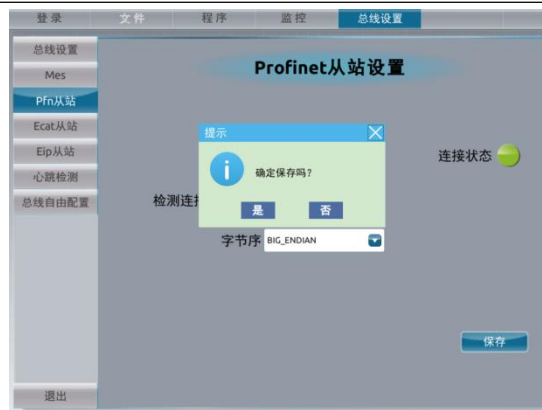 登录 文件 程序 监控 总线设置
总线设置
Profinet从站设置
Mes
Pfn从站
Ecat从站
提示
Eip从站
连接状态
确定保存吗?
心跳检测
总线自由配置
检测连接
是 否
字节序 BIG_ENDIAN
保存
退出